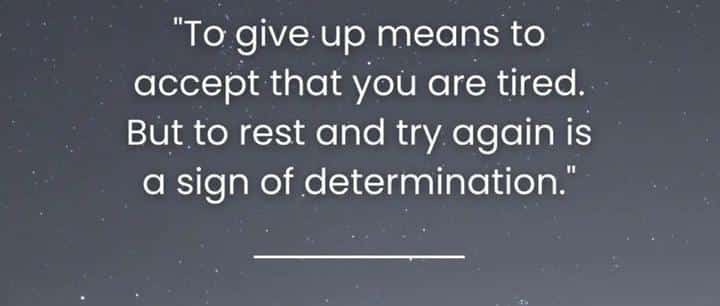 "To give up means to
accept that you are tired.
But to rest and try again is
a sign of determination."